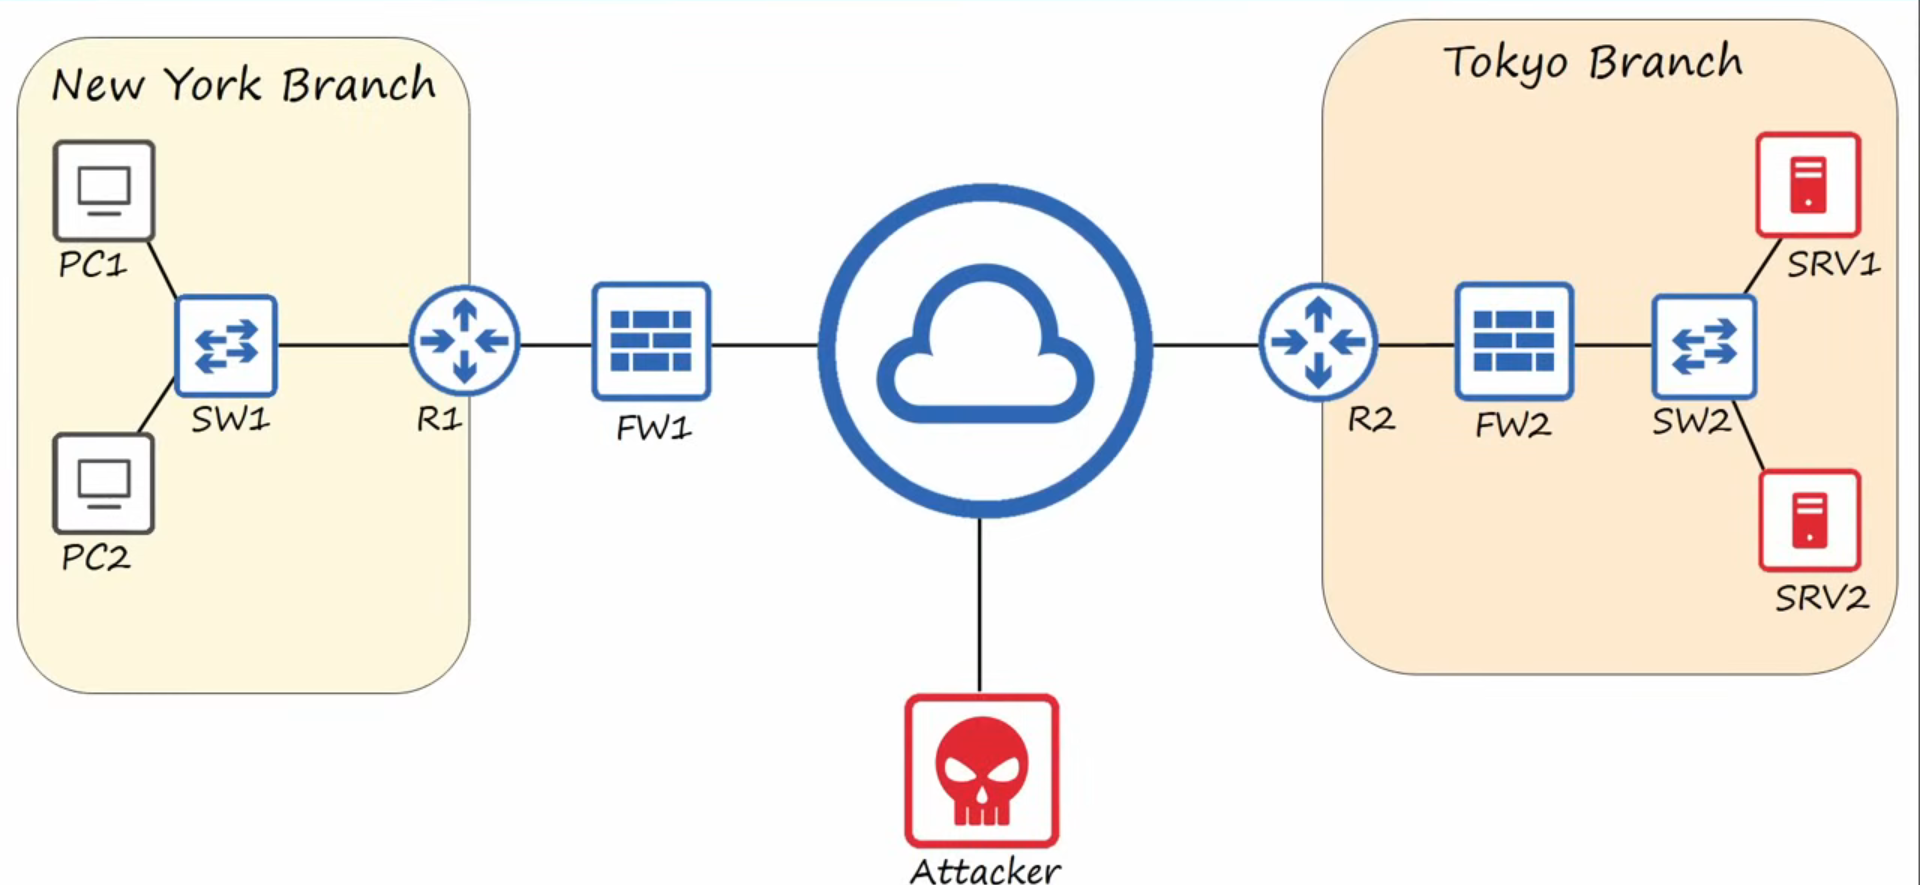 New York Branch
Tokyo Branch
PC1
SRV1
SW1
R1
FW1
R2
FW2
SW2
PC2
SRV2
Attacker